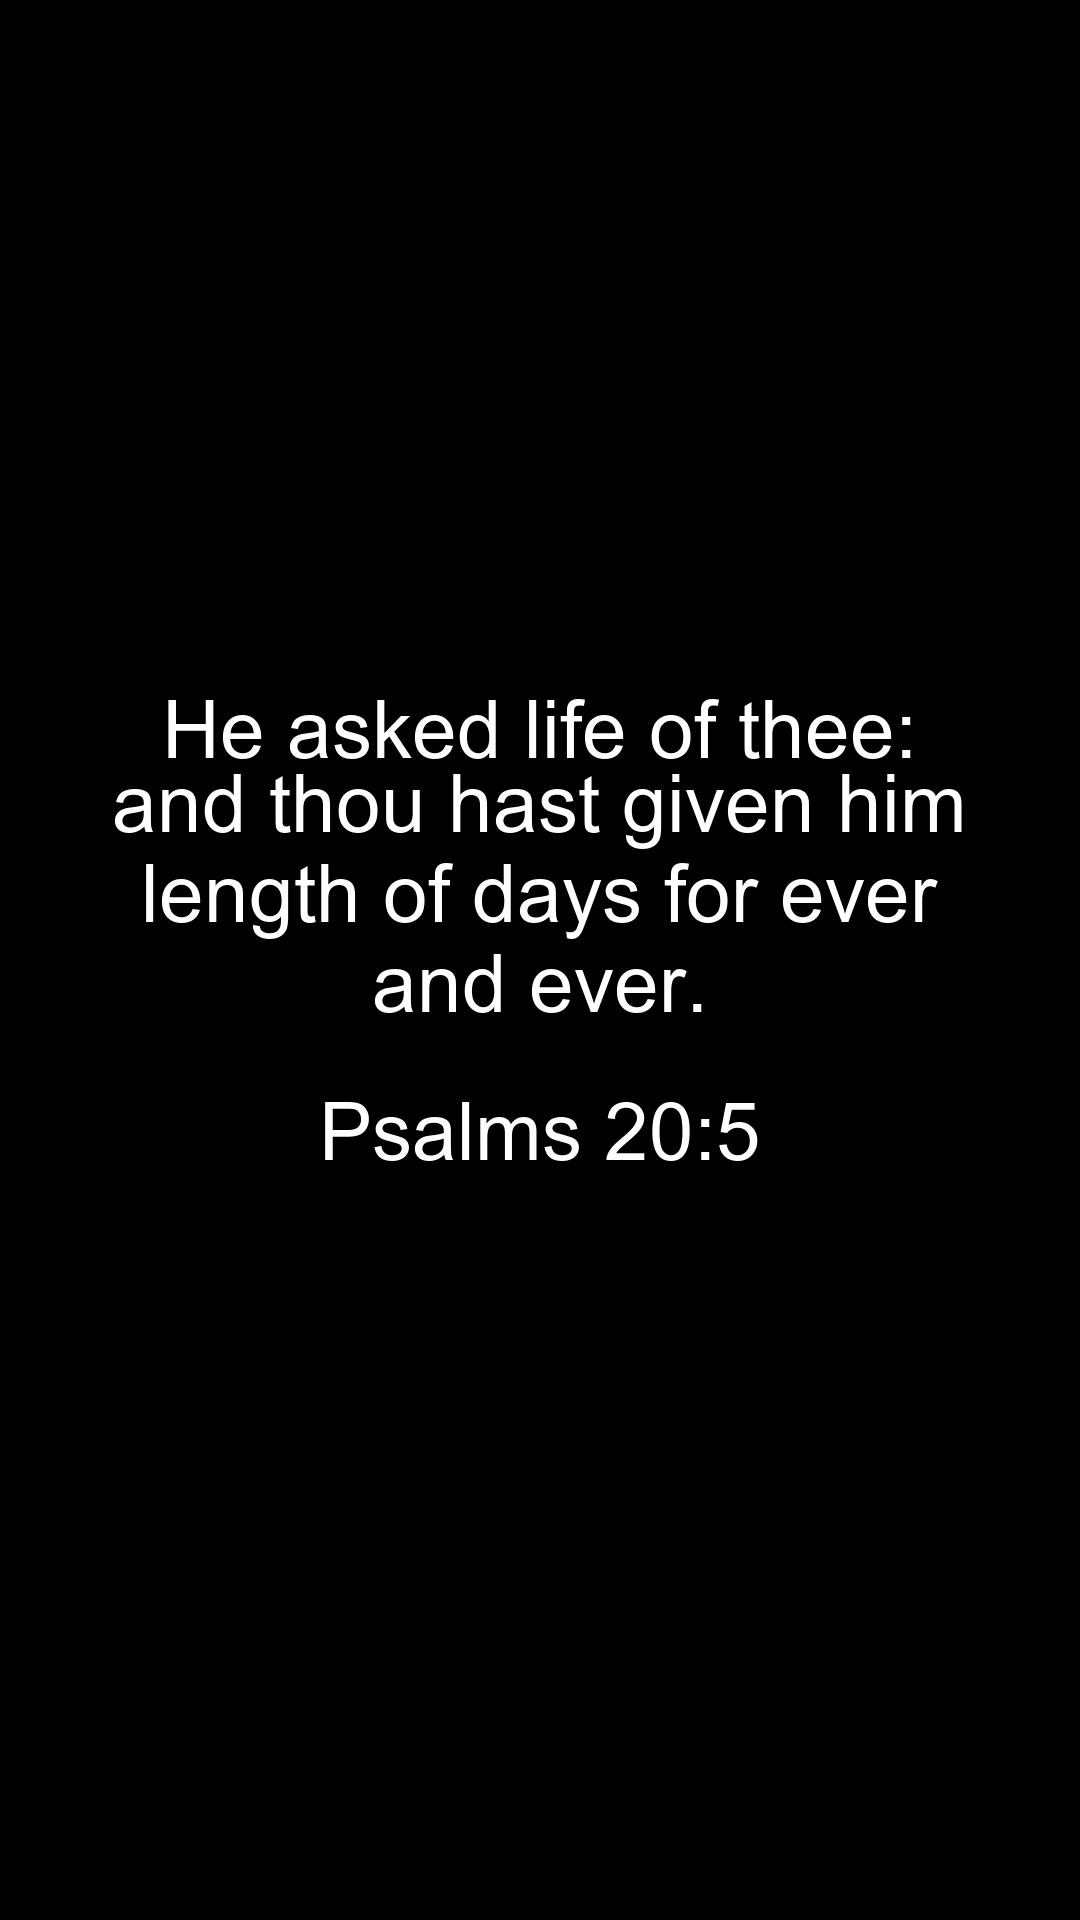 He asked life of thee:
and thou hast given him
length of days for ever
and ever.
Psalms 20:5